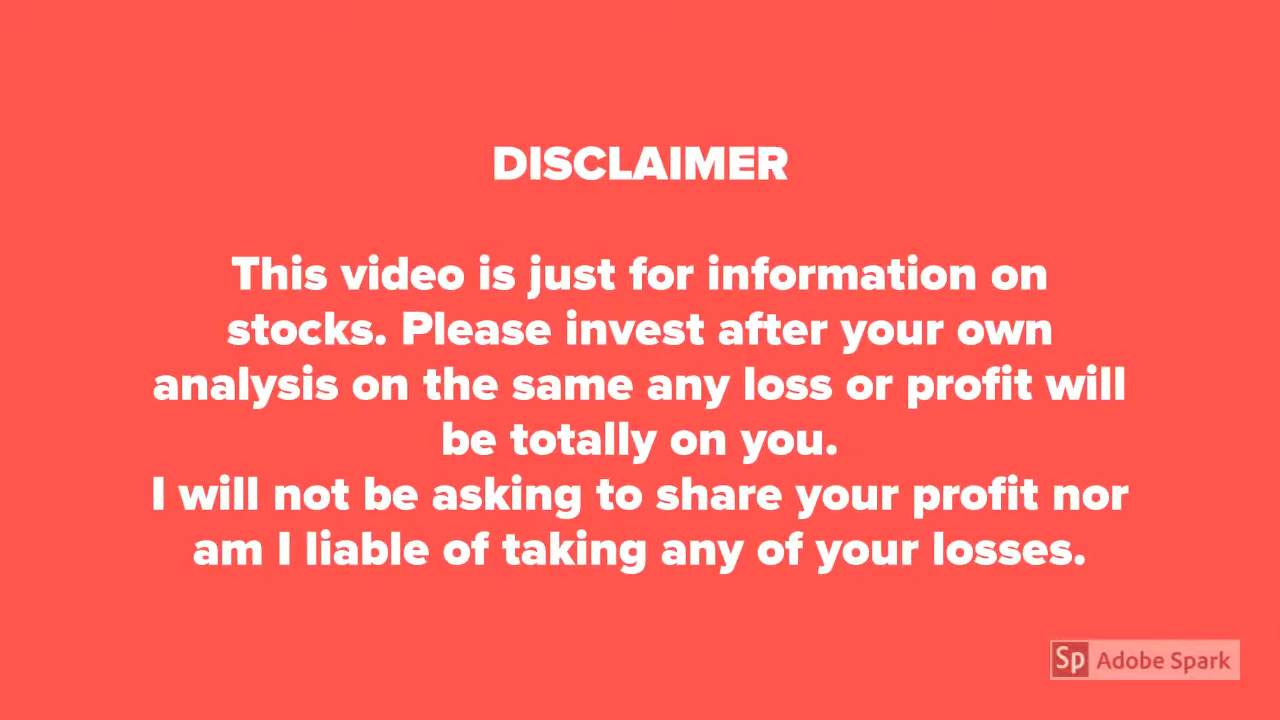 DISCLAIMER
This video is just for information on
stocks. Please invest after your own
analysis on the same any loss or profit will
be totally on you.
I will not be asking to share your profit nor
am I liable of taking any of your losses.
Sp Adobe Spark